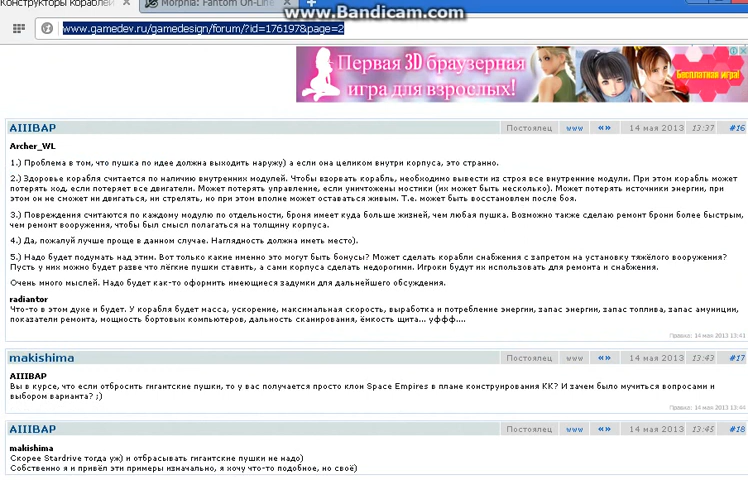 www.Bandicam.com
Конструкторы кораблей
Morphia: Fantom On-Line
www.gamedev.ru/gamedesign/forum/?id=176197&page=2
Первая 3D браузерная
игра для взрослых!
Бесплатная игра!
AIIIBAP Постоялец www «» 14 мая 2013 13:37 #16
Archer_WL
1.) Проблема в том, что пушка по идее должна выходить наружу) а если она целиком внутри корпуса, это странно.
2.) Здоровье корабля считается по наличию внутренних модулей. Чтобы взорвать корабль, необходимо вывести из строя все внутренние модули. При этом корабль может
потерять ход, если потеряет все двигатели. Может потерять управление, если уничтожены мостики (их может быть несколько). Может потерять источники энергии, при
этом он не сможет ни двигаться, ни стрелять, но при этом вполне может оставаться живым. Т.е. может быть восстановлен после боя.
3.) Повреждения считаются по каждому модулю по отдельности, броня имеет куда больше жизней, чем любая пушка. Возможно также сделаю ремонт брони более быстрым,
чем ремонт вооружения, чтобы был смысл полагаться на толщину корпуса.
4.) Да, пожалуй лучше проще в данном случае. Наглядность должна иметь место).
5.) Надо будет подумать над этим. Вот только какие именно это могут быть бонусы? Может сделать корабли снабжения с запретом на установку тяжёлого вооружения?
Пусть у них можно будет разве что лёгкие пушки ставить, а сами корпуса сделать недорогими. Игроки будут их использовать для ремонта и снабжения.
Очень много мыслей. Надо будет как-то оформить имеющиеся задумки для дальнейшего обсуждения.
radiantor
Что-то в этом духе и будет. У корабля будет масса, ускорение, максимальная скорость, выработка и потребление энергии, запас энергии, запас топлива, запас амуниции,
показатели ремонта, мощность бортовых компьютеров, дальность сканирования, ёмкость щита... уффф....
Правка: 14 мая 2013 13:41
makishima Постоялец www «» 14 мая 2013 13:43 #17
AIIIBAP
Вы в курсе, что если отбросить гигантские пушки, то у вас получается просто клон Space Empires в плане конструирования КК? И зачем было мучиться вопросами и
выбором варианта? ;)
Правка: 14 мая 2013 13:44
AIIIBAP Постоялец www «» 14 мая 2013 13:45 #18
makishima
Скорее Stardrive тогда уж) и отбрасывать гигантские пушки не надо)
Собственно я и привёл эти примеры изначально, я хочу что-то подобное, но своё)